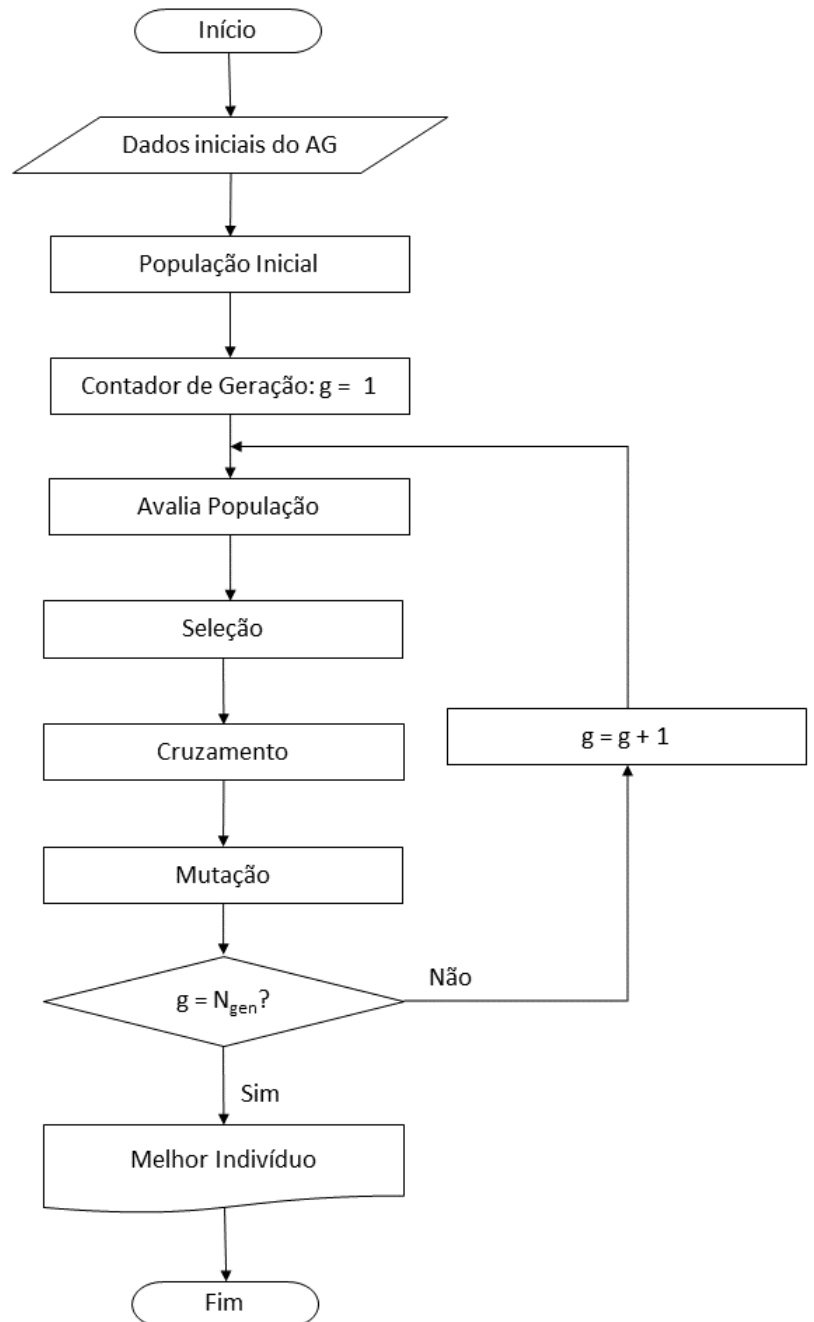 Início
Dados iniciais do AG
População Inicial
Contador de Geração: g = 1
Avalia População
Seleção
Cruzamento
g = g + 1
Mutação
g = Ngen?
Não
Sim
Melhor Indivíduo
Fim